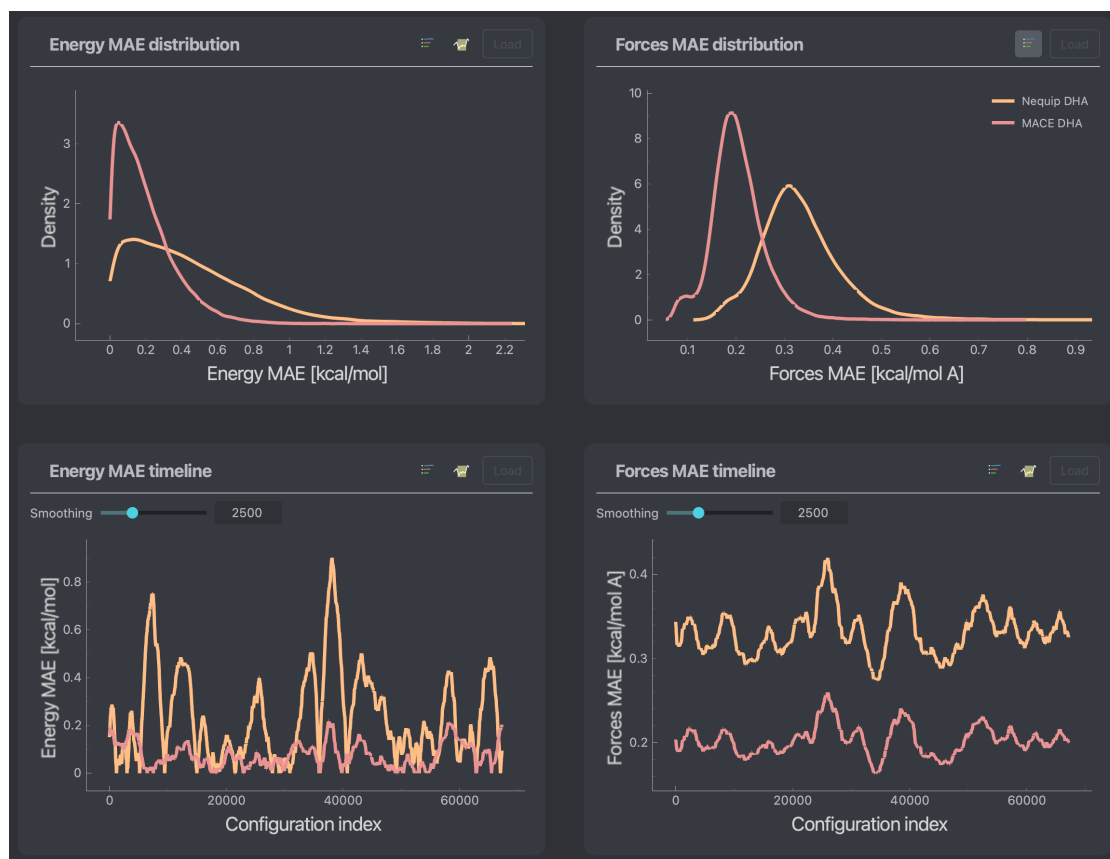 Energy MAE distribution
Load
3
2
1
0
Density
0 0.2 0.4 0.6 0.8 1 1.2 1.4 1.6 1.8 2 2.2
Energy MAE [kcal/mol]
Forces MAE distribution
Load
10
8
6
4
2
0
Density
Nequip DHA
MACE DHA
0.1 0.2 0.3 0.4 0.5 0.6 0.7 0.8 0.9
Forces MAE [kcal/mol A]
Energy MAE timeline
Load
Smoothing 2500
0.8
0.6
0.4
0.2
0
Energy MAE [kcal/mol]
0 20000 40000 60000
Configuration index
Forces MAE timeline
Load
Smoothing 2500
0.4
0.3
0.2
Forces MAE [kcal/mol A]
0 20000 40000 60000
Configuration index